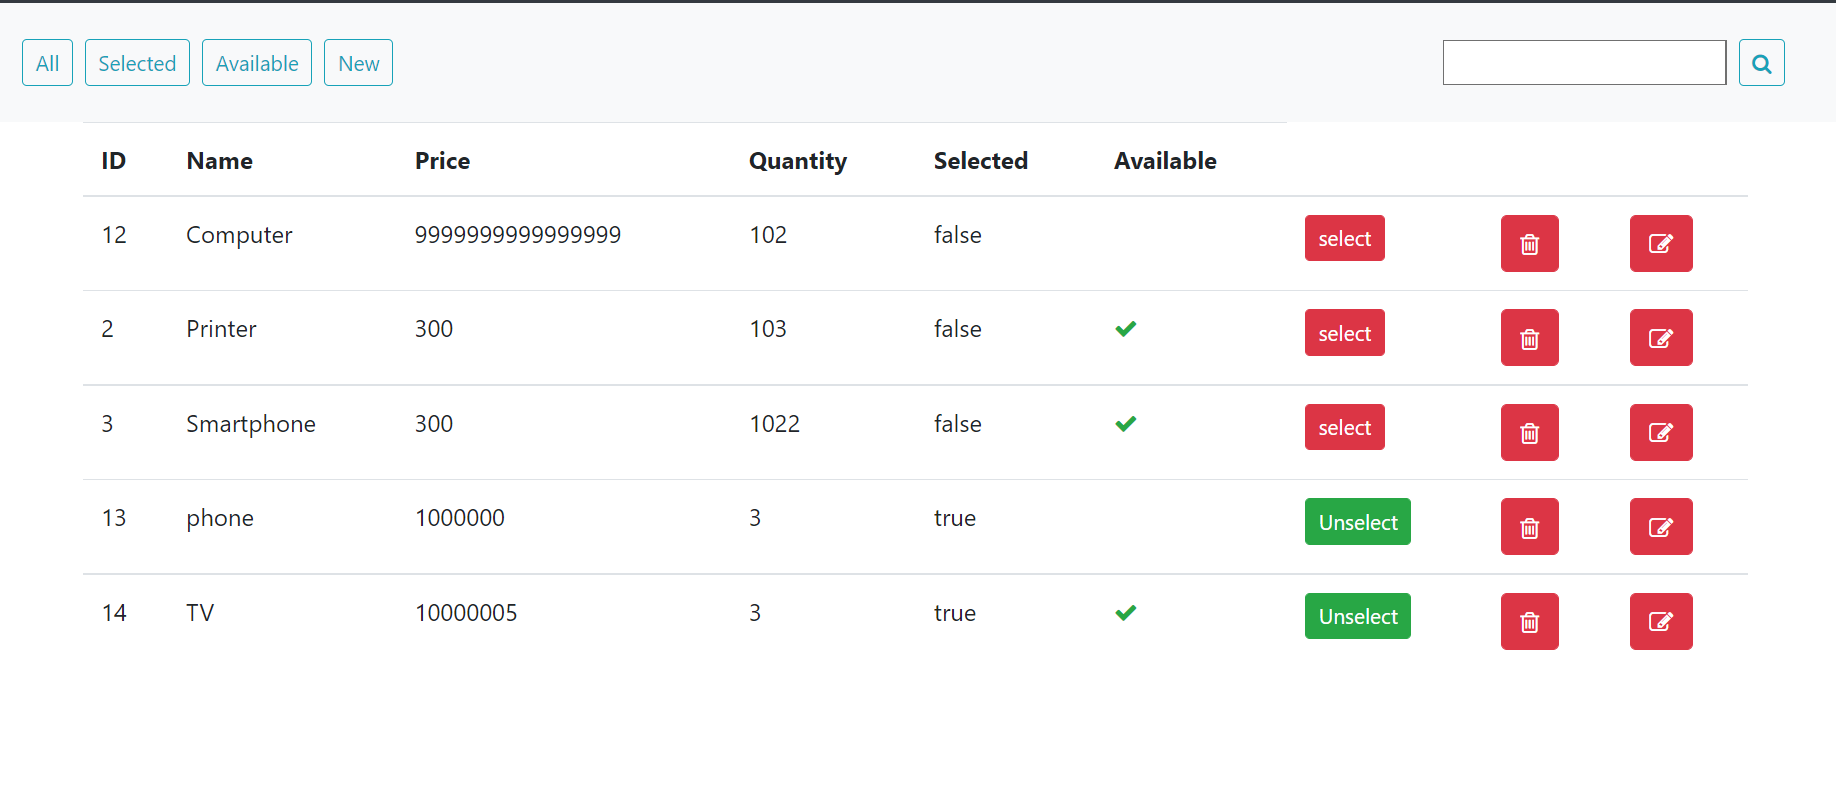 All Selected Available New
ID Name Price Quantity Selected Available
12 Computer 9999999999999999 102 false select
2 Printer 300 103 false select
3 Smartphone 300 1022 false select
13 phone 1000000 3 true Unselect
14 TV 10000005 3 true Unselect